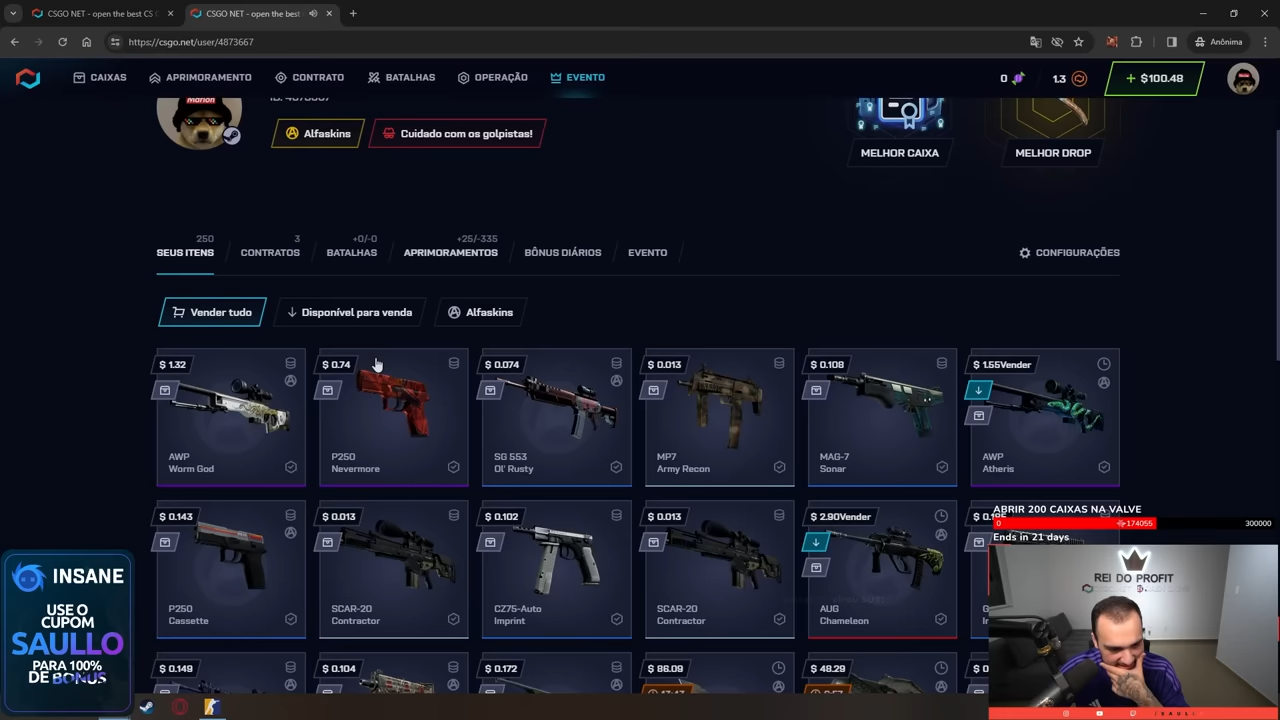 CSGO NET - open the best CS
CSGO NET - open the best
https://csgo.net/user/4873667
Anônima
CAIXAS
APRIMORAMENTO
CONTRATO
BATALHAS
OPERAÇÃO
EVENTO
0
1.3
+ $100.48
Alfaskins
Cuidado com os golpistas!
MELHOR CAIXA
MELHOR DROP
250
3
+0/-0
+25/-335
SEUS ITENS
CONTRATOS
BATALHAS
APRIMORAMENTOS
BÔNUS DIÁRIOS
EVENTO
CONFIGURAÇÕES
Vender tudo
Disponível para venda
Alfaskins
$ 1.32
AWP
Worm God
$ 0.74
P250
Nevermore
$ 0.074
SG 553
Ol' Rusty
$ 0.013
MP7
Army Recon
$ 0.108
MAG-7
Sonar
$ 1.55Vender
AWP
Atheris
$ 0.143
P250
Cassette
$ 0.013
SCAR-20
Contractor
$ 0.102
CZ75-Auto
Imprint
$ 0.013
SCAR-20
Contractor
$ 2.90Vender
AUG
Chameleon
ABRIR 200 CAIXAS NA VALVE
0
174055
300000
Ends in 21 days
REI DO PROFIT
INSANE
USE O
CUPOM
SAULLO
PARA 100%
DE BONUS
$ 0.149
$ 0.104
$ 0.172
$ 86.09
$ 48.29